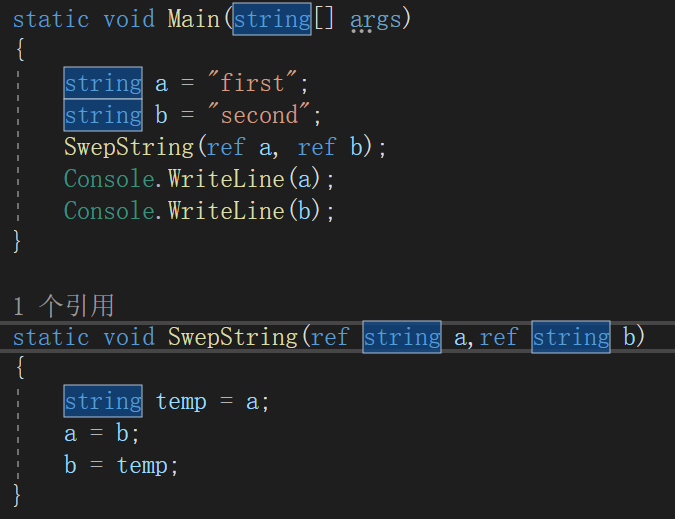 static void Main(string[] args)
{
string a = "first";
string b = "second";
SwepString(ref a, ref b);
Console.WriteLine(a);
Console.WriteLine(b);
}
1 个引用
static void SwepString(ref string a,ref string b)
{
string temp = a;
a = b;
b = temp;
}